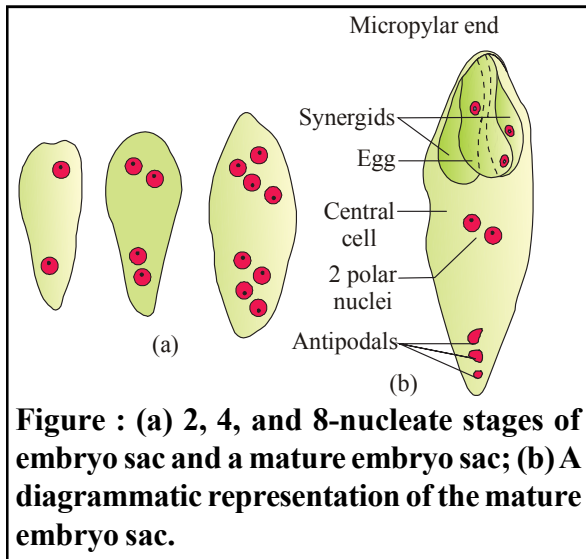 Micropylar end
Synergids
Egg
Central
cell
2 polar
nuclei
Antipodals
(a)
(b)
Figure : (a) 2, 4, and 8-nucleate stages of
embryo sac and a mature embryo sac; (b) A
diagrammatic representation of the mature
embryo sac.